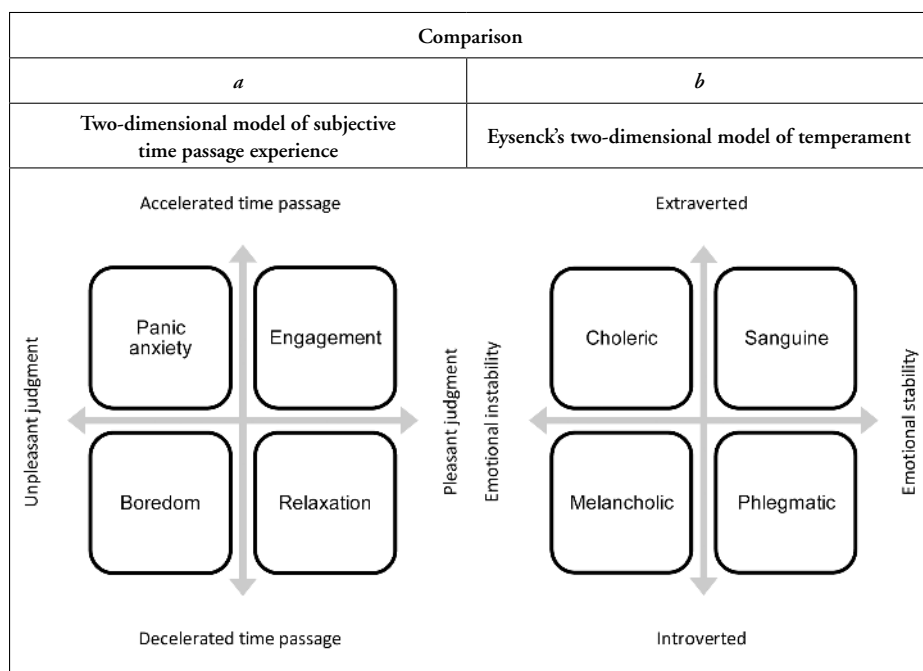 Comparison
a
b
Two-dimensional model of subjective
time passage experience
Eysenck's two-dimensional model of temperament
Accelerated time passage
Unpleasant judgment
Panic
anxiety
Engagement
Boredom
Relaxation
Pleasant judgment
Decelerated time passage
Extraverted
Emotional instability
Choleric
Sanguine
Melancholic
Phlegmatic
Emotional stability
Introverted